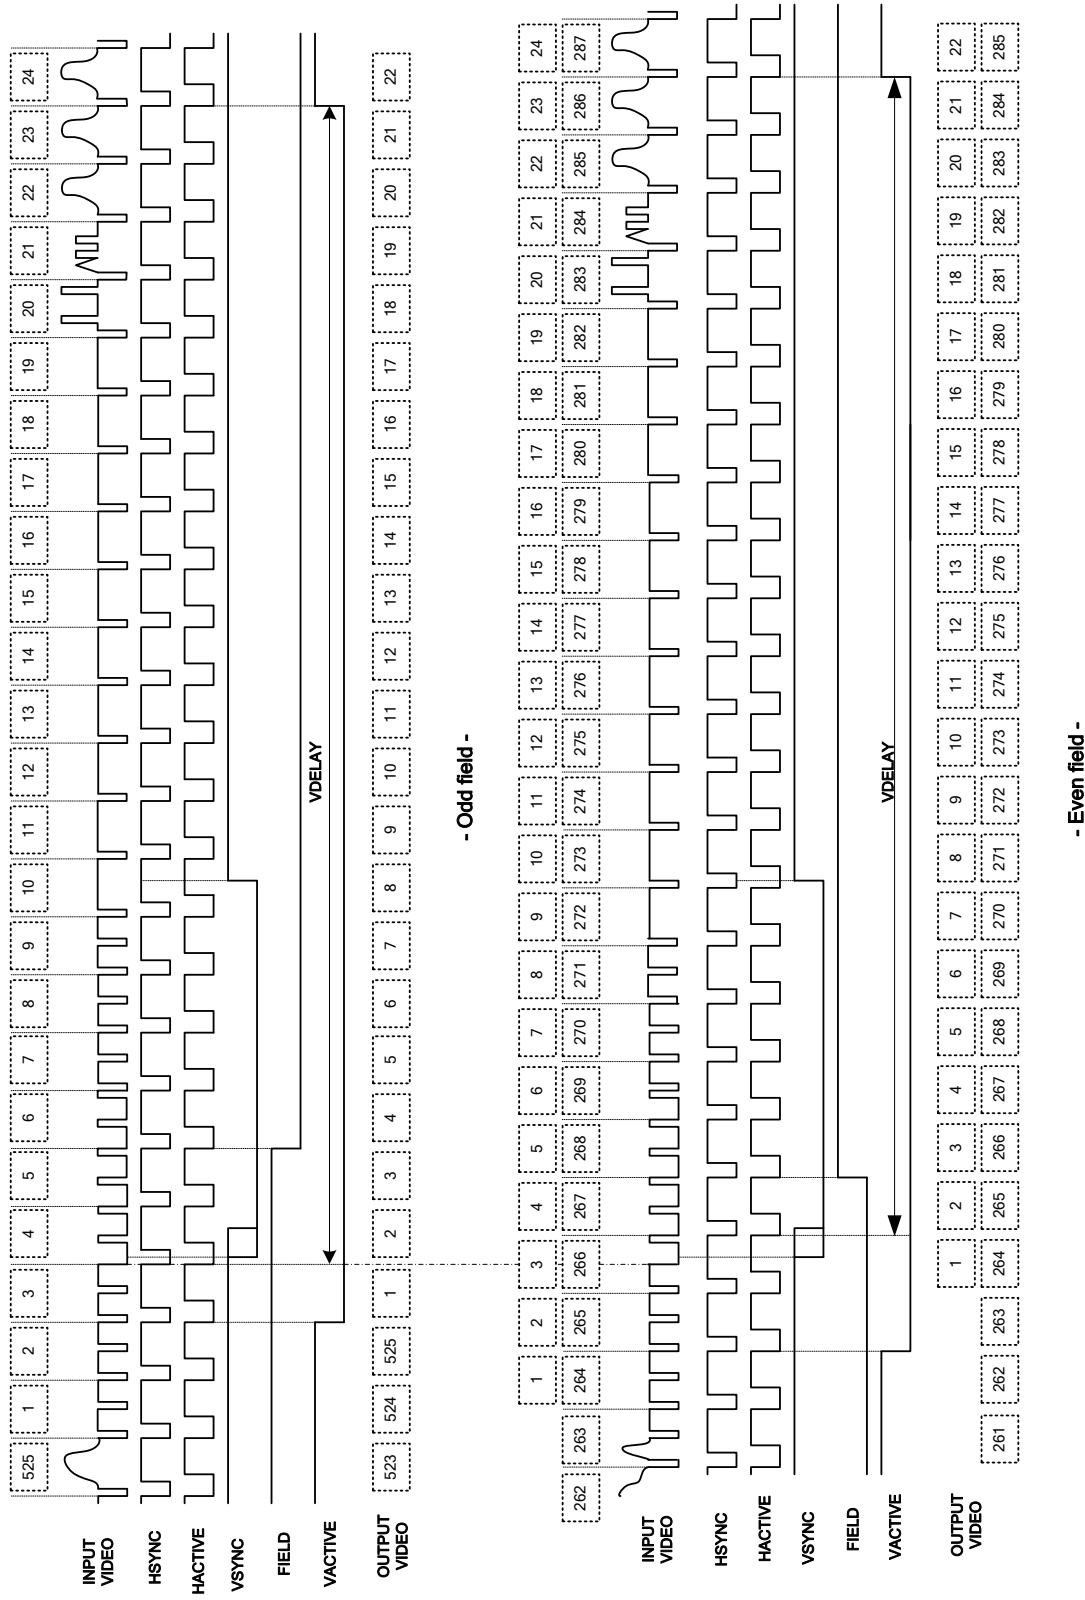 525 1 2 3 4 5 6 7 8 9 10 11 12 13 14 15 16 17 18 19 20 21 22 23 24
INPUT
VIDEO
HSYNC
HACTIVE
VSYNC
FIELD
VACTIVE
VDELAY
OUTPUT
VIDEO
523 524 525 1 2 3 4 5 6 7 8 9 10 11 12 13 14 15 16 17 18 19 20 21 22
- Odd field -
1 2 3 4 5 6 7 8 9 10 11 12 13 14 15 16 17 18 19 20 21 22 23 24
262 263 264 265 266 267 268 269 270 271 272 273 274 275 276 277 278 279 280 281 282 283 284 285 286 287
INPUT
VIDEO
HSYNC
HACTIVE
VSYNC
FIELD
VACTIVE
VDELAY
OUTPUT
VIDEO
1 2 3 4 5 6 7 8 9 10 11 12 13 14 15 16 17 18 19 20 21 22
261 262 263 264 265 266 267 268 269 270 271 272 273 274 275 276 277 278 279 280 281 282 283 284 285
- Even field -